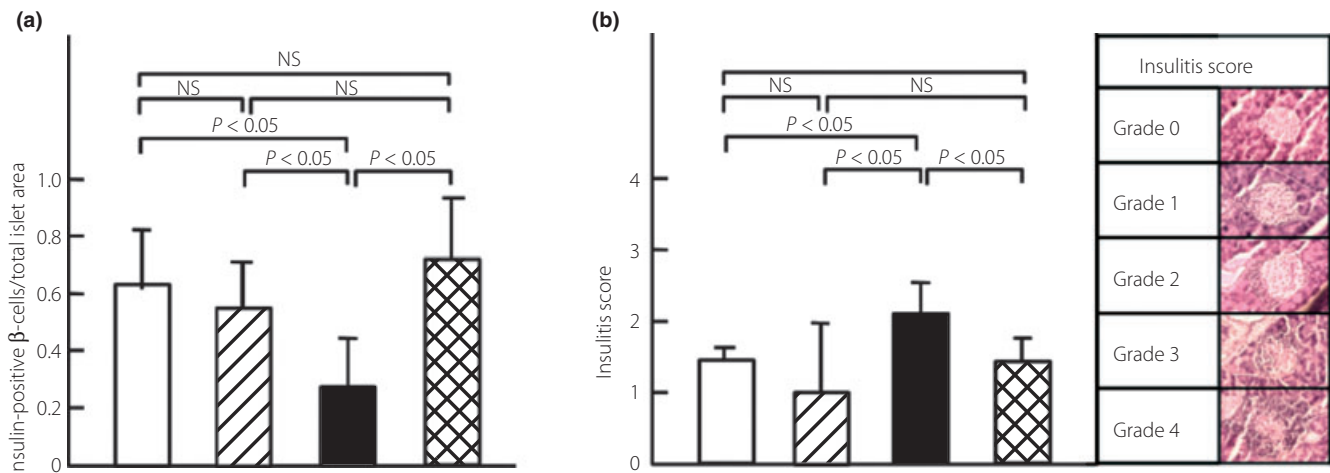 (a)
NS
NS
NS
P < 0.05
P < 0.05
P < 0.05
1.0
0.8
0.6
0.4
0.2
0
nsulin-positive β-cells/total islet area
(b)
NS
NS
P < 0.05
P < 0.05
P < 0.05
4
3
2
1
0
Insulitis score
Insulitis score
Grade 0
Grade 1
Grade 2
Grade 3
Grade 4